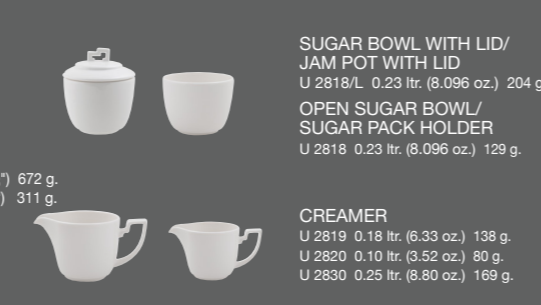 SUGAR BOWL WITH LID/
JAM POT WITH LID
U 2818/L 0.23 ltr. (8.096 oz.) 204 g
OPEN SUGAR BOWL/
SUGAR PACK HOLDER
U 2818 0.23 ltr. (8.096 oz.) 129 g.
") 672 g.
) 311 g.
CREAMER
U 2819 0.18 ltr. (6.33 oz.) 138 g.
U 2820 0.10 ltr. (3.52 oz.) 80 g.
U 2830 0.25 ltr. (8.80 oz.) 169 g.